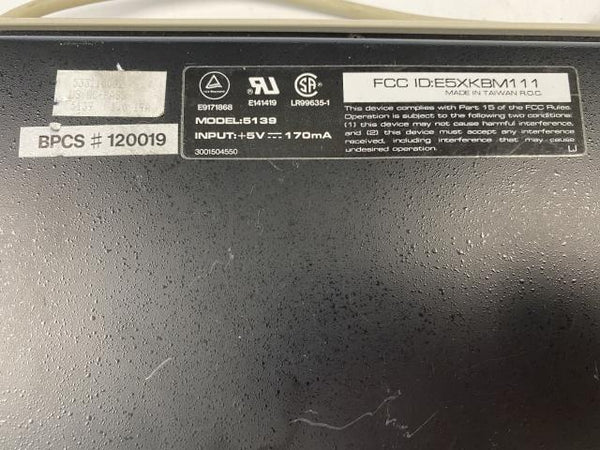 BPCS # 120019
E9171868
E141419
LR99635-1
MODEL:5139
INPUT:+5V⎓170mA
3001504550
FCC ID:E5XKBM111
MADE IN TAIWAN R.O.C.
This device complies with Part 15 of the FCC Rules.
Operation is subject to the following two conditions:
(1) this device may not cause harmful interference,
and (2) this device must accept any interference
received, including interference that may cause
undesired operation.